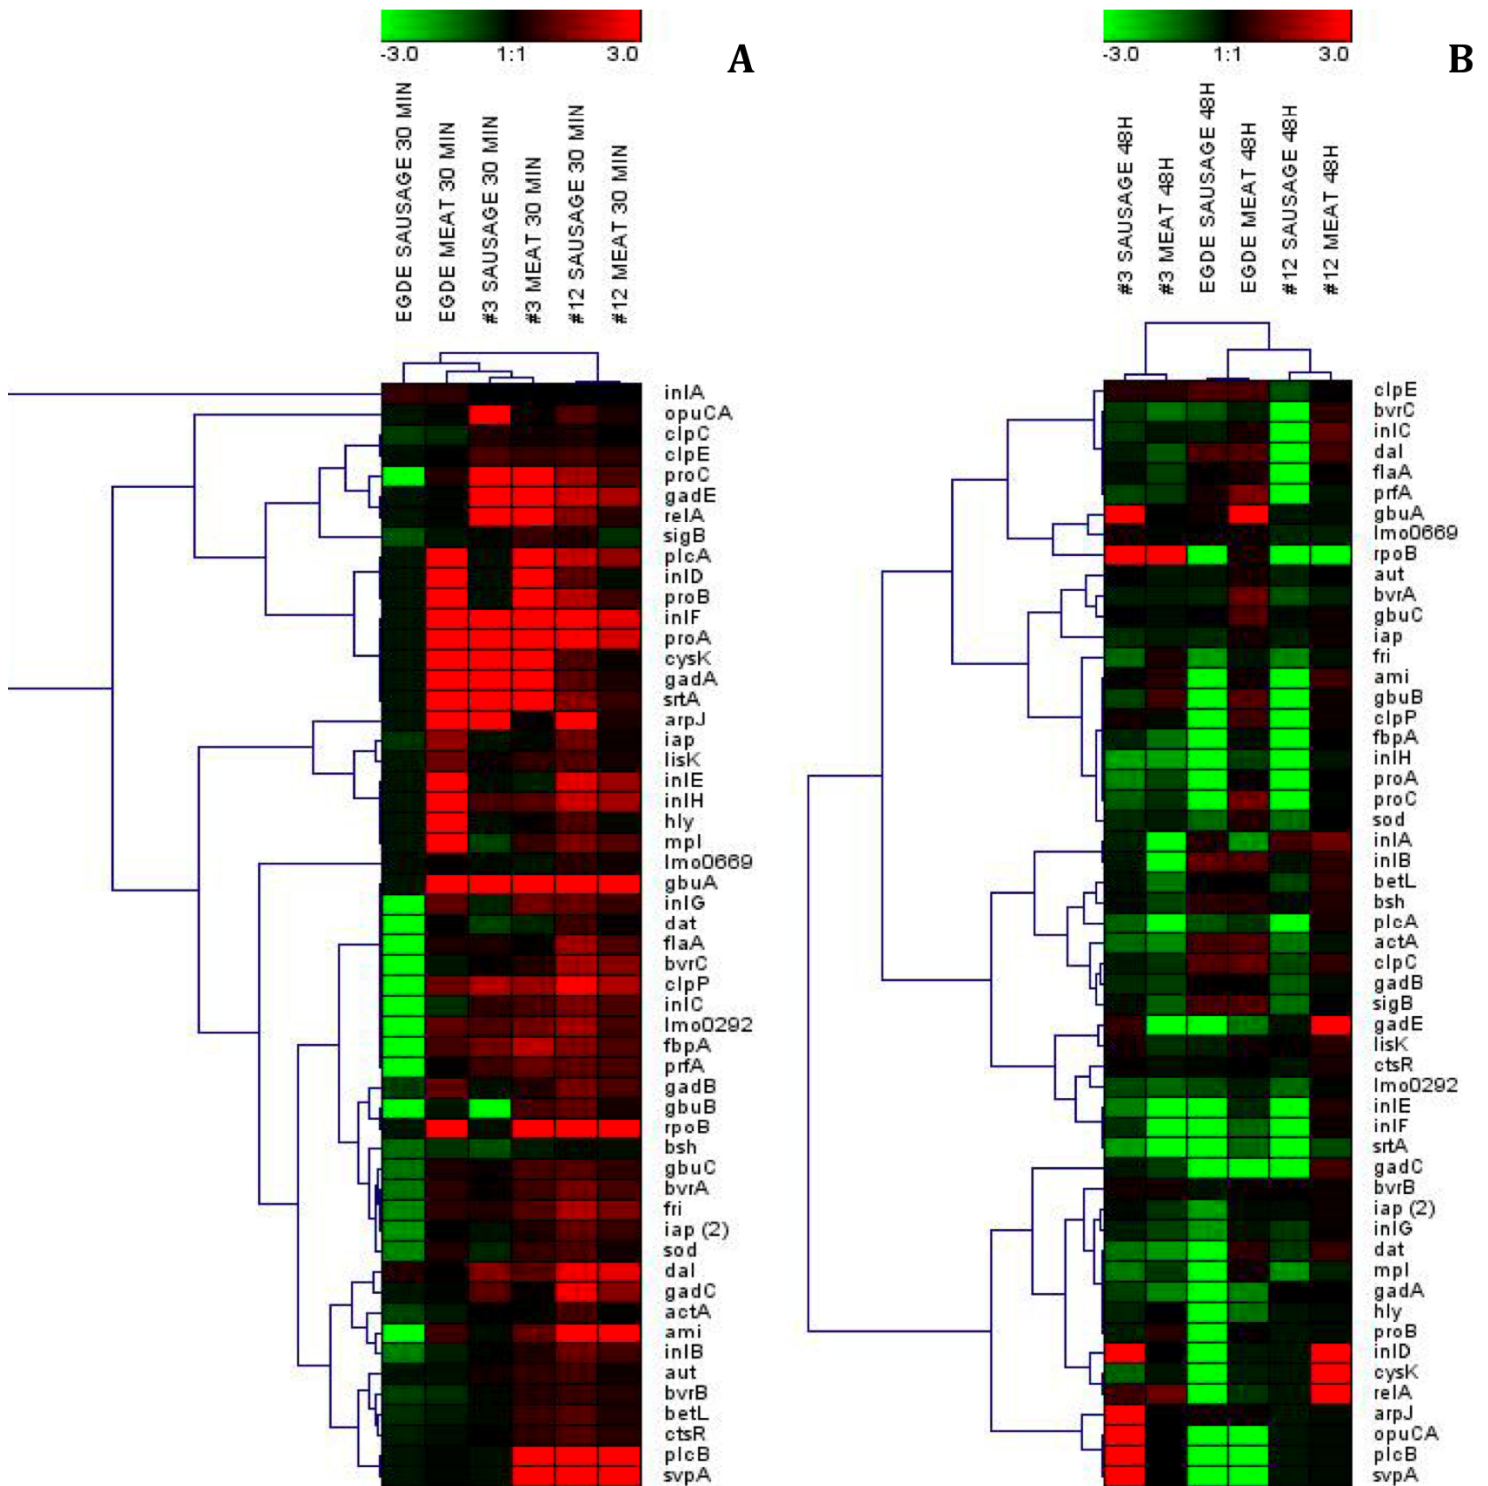 -3.0 1:1 3.0
A
EGDE SAUSAGE 30 MIN
EGDE MEAT 30 MIN
#3 SAUSAGE 30 MIN
#3 MEAT 30 MIN
#12 SAUSAGE 30 MIN
#12 MEAT 30 MIN
inlA
opuCA
clpC
clpE
proC
gadE
relA
sigB
plcA
inlD
proB
inlF
proA
cysK
gadA
srtA
arpJ
iap
lisK
inlE
inlH
hly
mpl
lmo0669
gbuA
inlG
dat
flaA
bvrC
clpP
inlC
lmo0292
fbpA
prfA
gadB
gbuB
rpoB
bsh
gbuC
bvrA
fri
iap (2)
sod
dal
gadC
actA
ami
inlB
aut
bvrB
betL
ctsR
plcB
svpA
-3.0 1:1 3.0
B
#3 SAUSAGE 48H
#3 MEAT 48H
EGDE SAUSAGE 48H
EGDE MEAT 48H
#12 SAUSAGE 48H
#12 MEAT 48H
clpE
bvrC
inlC
dal
flaA
prfA
gbuA
lmo0669
rpoB
aut
bvrA
gbuC
iap
fri
ami
gbuB
clpP
fbpA
inlH
proA
proC
sod
inlA
inlB
betL
bsh
plcA
actA
clpC
gadB
sigB
gadE
lisK
ctsR
lmo0292
inlE
inlF
srtA
gadC
bvrB
iap (2)
inlG
dat
mpl
gadA
hly
proB
inlD
cysK
relA
arpJ
opuCA
plcB
svpA